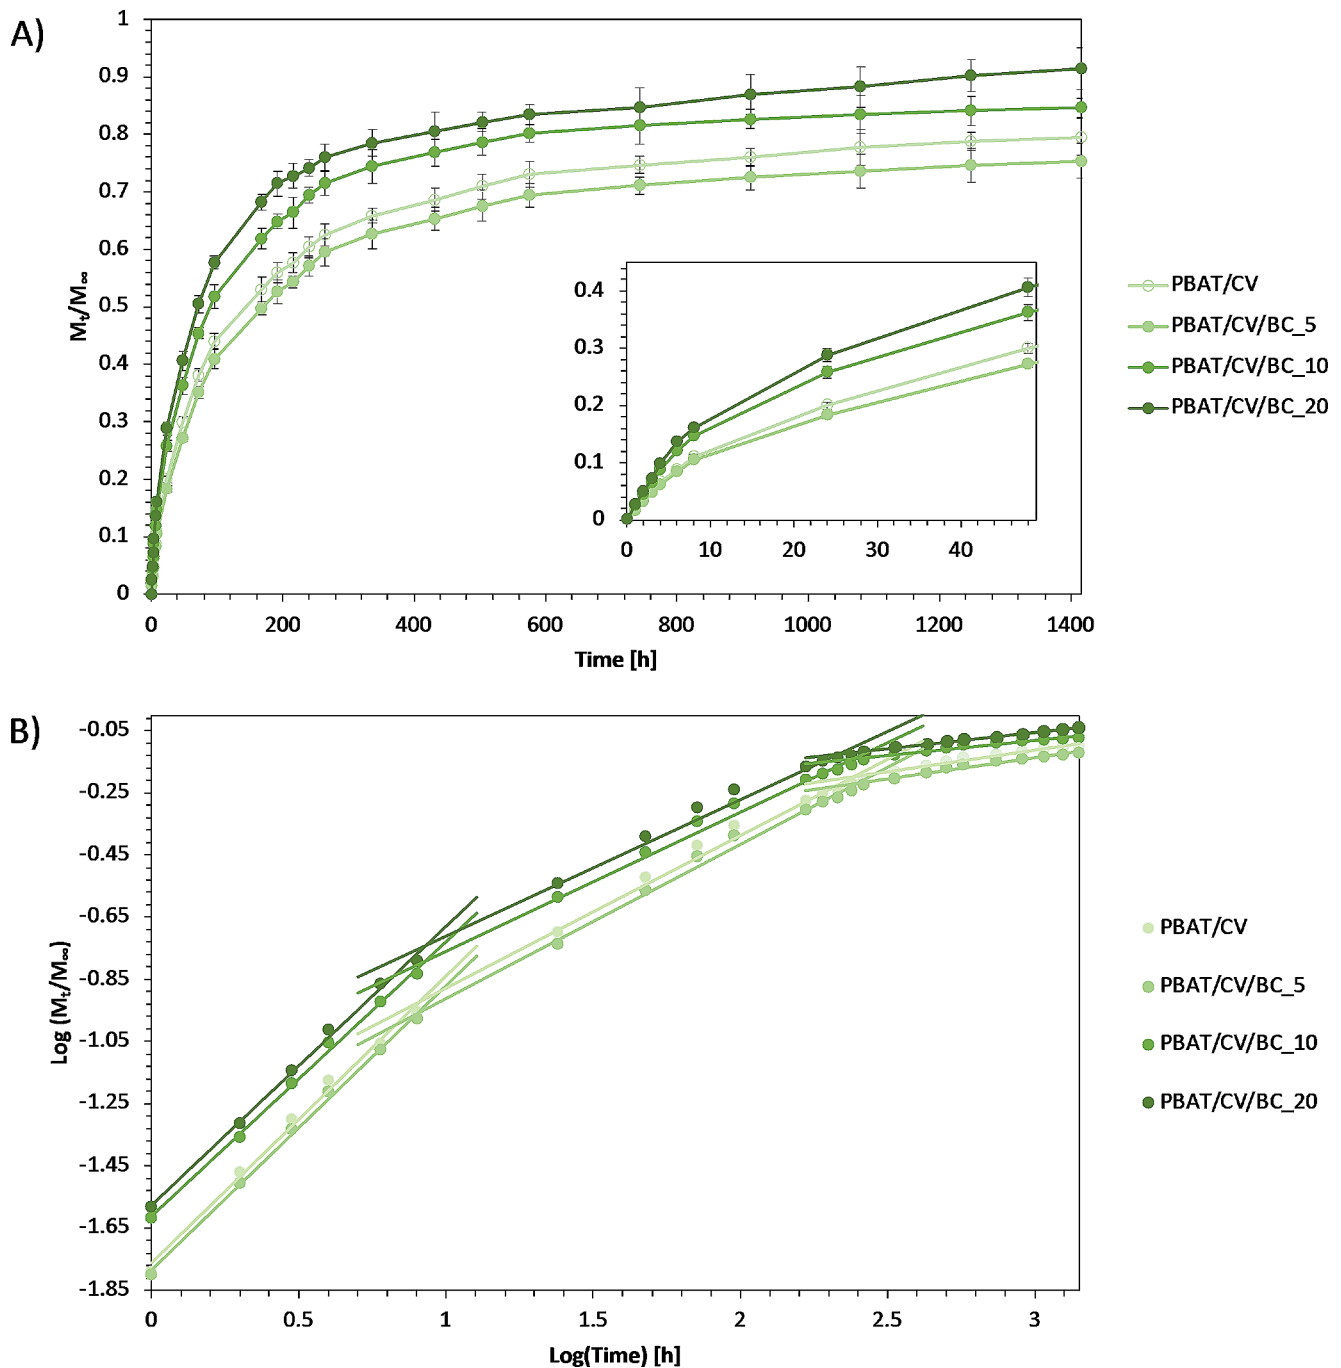 A)
1
0.9
0.8
0.7
0.6
0.5
0.4
0.3
0.2
0.1
0
M_t/M_∞
0 200 400 600 800 1000 1200 1400
Time [h]
0.4
0.3
0.2
0.1
0
0 10 20 30 40
PBAT/CV
PBAT/CV/BC_5
PBAT/CV/BC_10
PBAT/CV/BC_20
B)
-0.05
-0.25
-0.45
-0.65
-0.85
-1.05
-1.25
-1.45
-1.65
-1.85
Log (M_t/M_∞)
0 0.5 1 1.5 2 2.5 3
Log(Time) [h]
PBAT/CV
PBAT/CV/BC_5
PBAT/CV/BC_10
PBAT/CV/BC_20